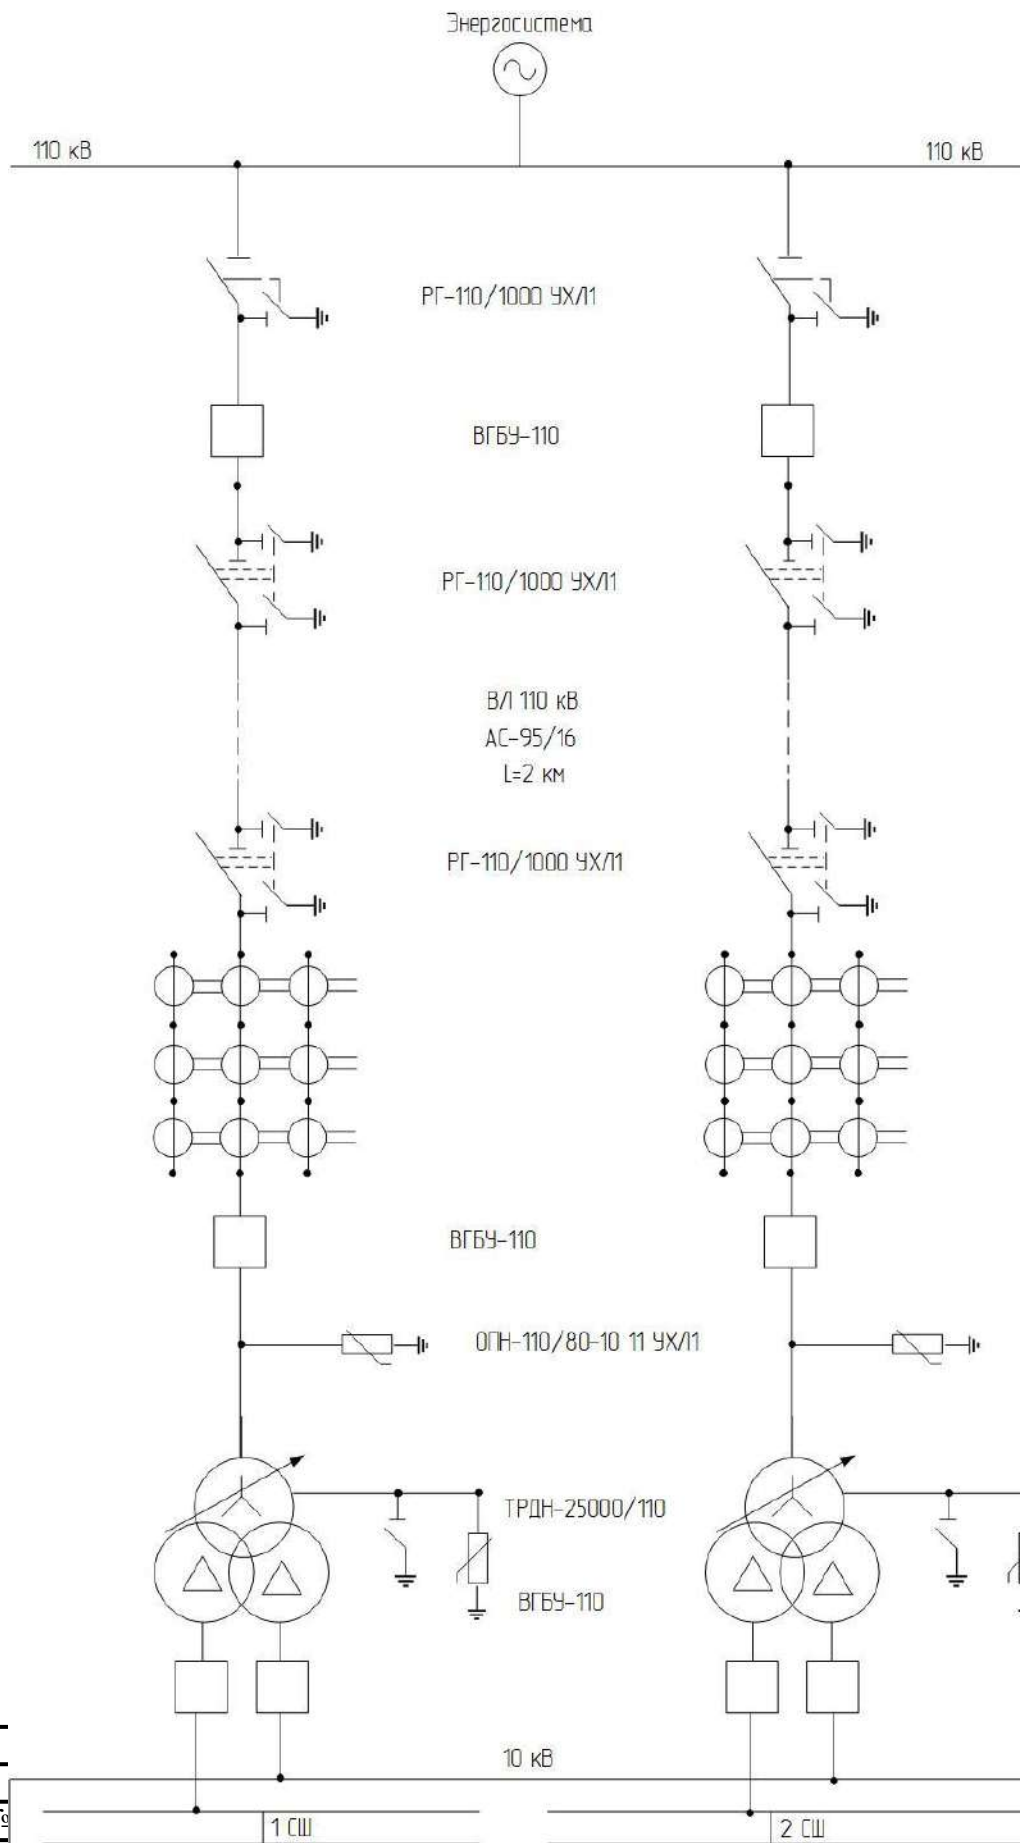 Энергосистема
110 кВ
110 кВ
РГ-110/1000 УХЛ1
ВГБУ-110
РГ-110/1000 УХЛ1
ВЛ 110 кВ
АС-95/16
L=2 км
РГ-110/1000 УХЛ1
ВГБУ-110
ОПН-110/80-10 11 УХЛ1
ТРДН-25000/110
ВГБУ-110
10 кВ
1 СШ
2 СШ